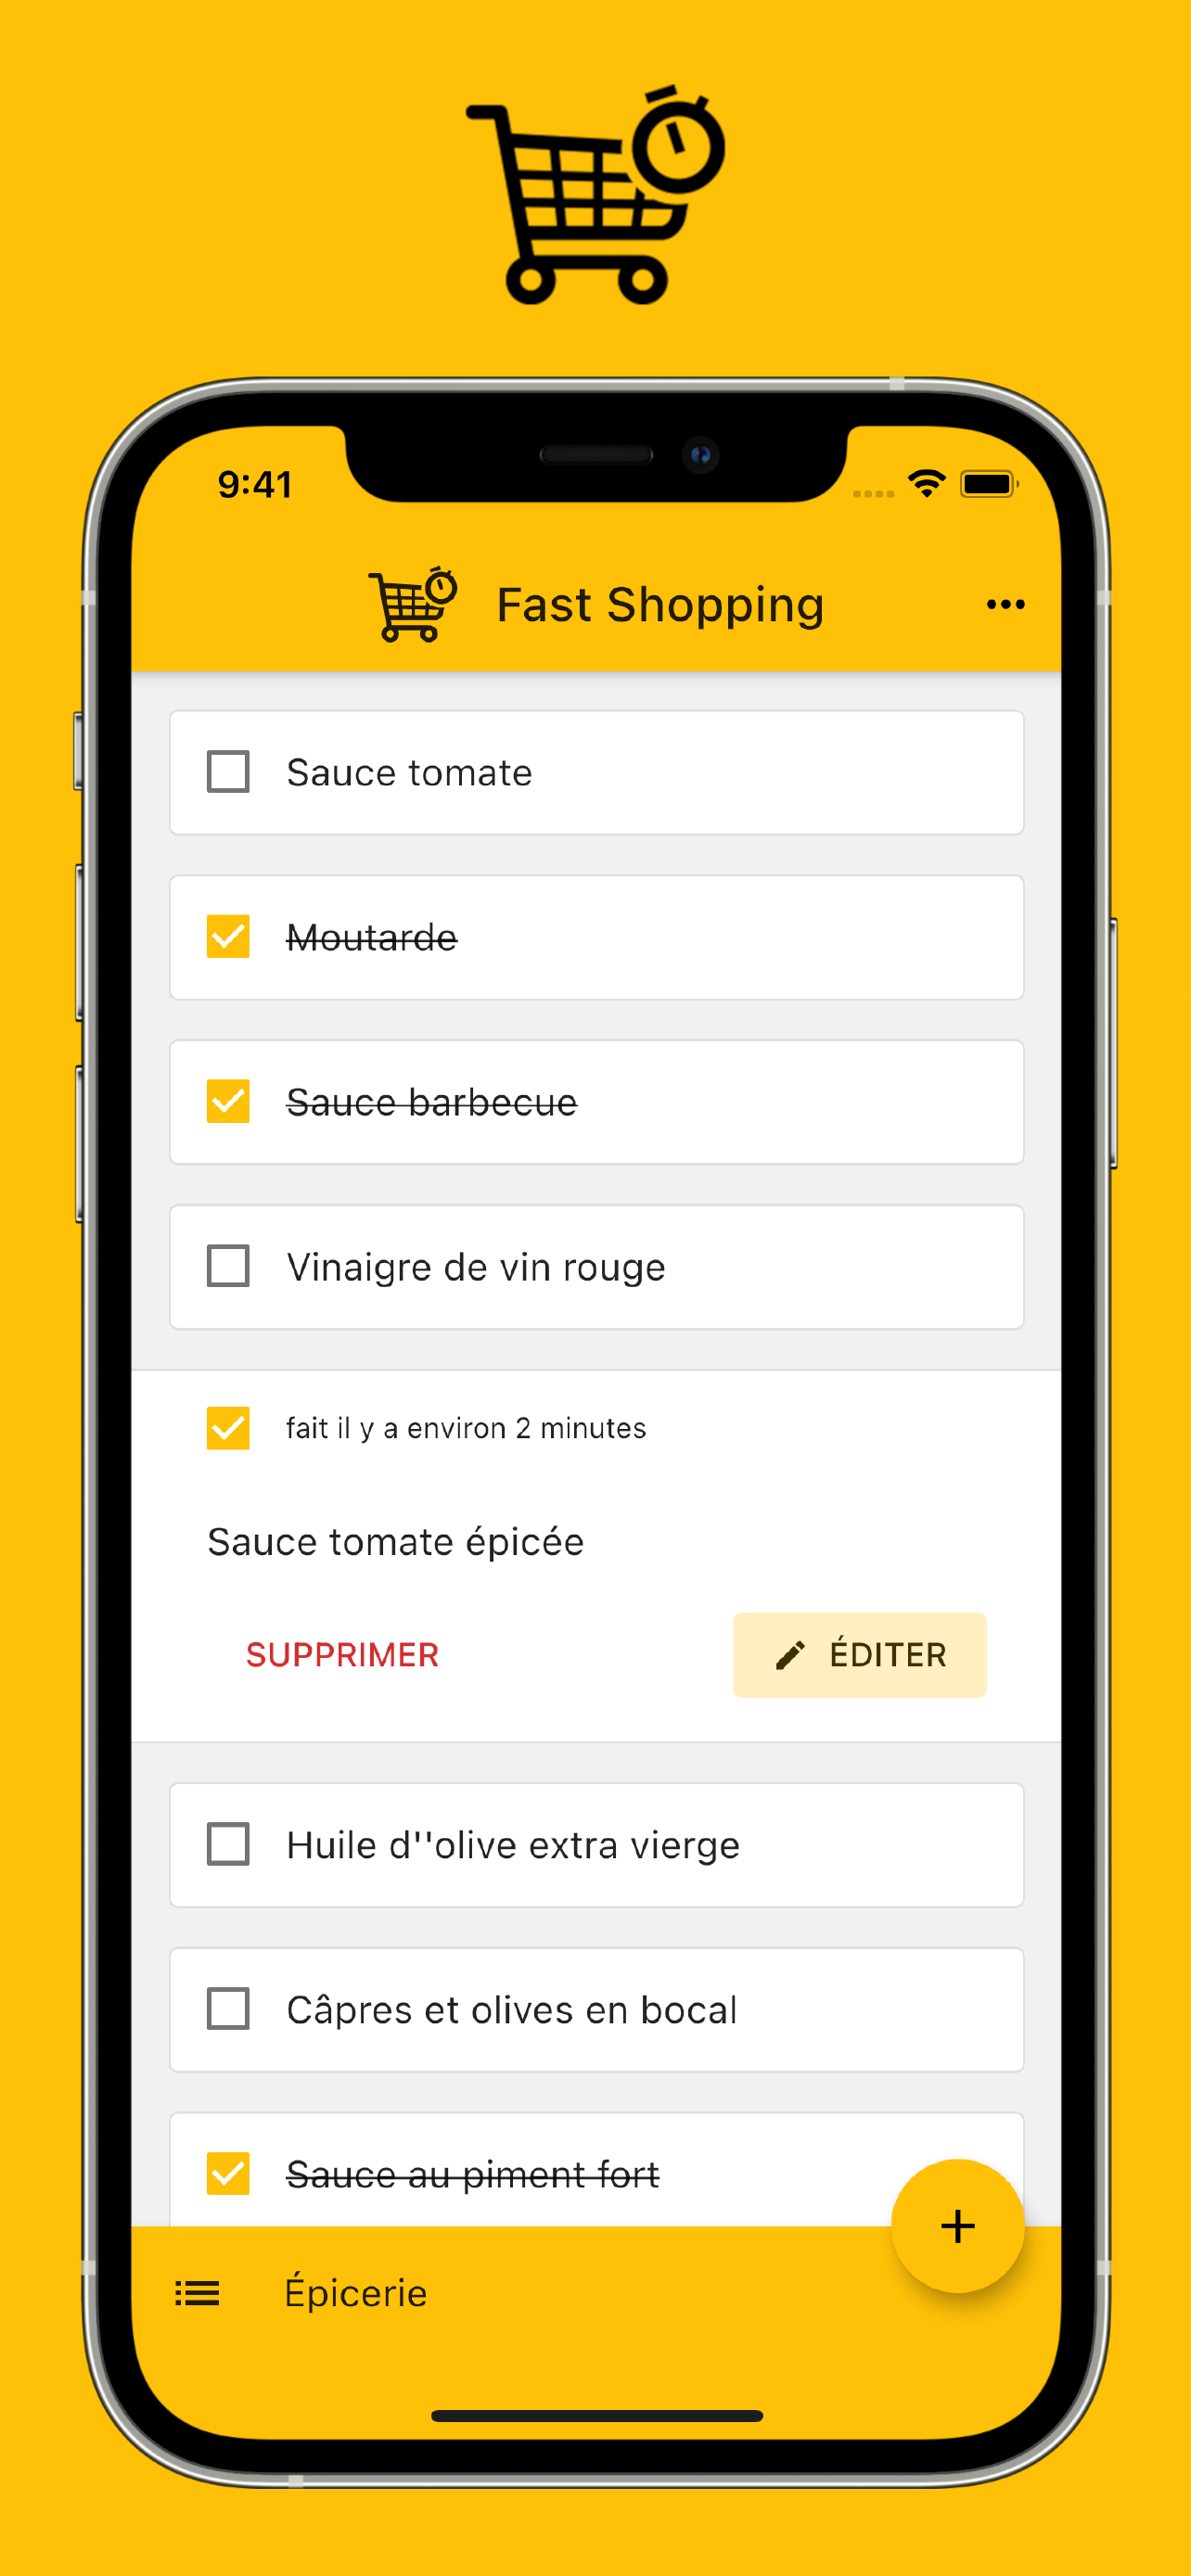 9:41
Fast Shopping
Sauce tomate
Moutarde
Sauce barbecue
Vinaigre de vin rouge
fait il y a environ 2 minutes
Sauce tomate épicée
SUPPRIMER
ÉDITER
Huile d''olive extra vierge
Câpres et olives en bocal
Sauce au piment fort
Épicerie